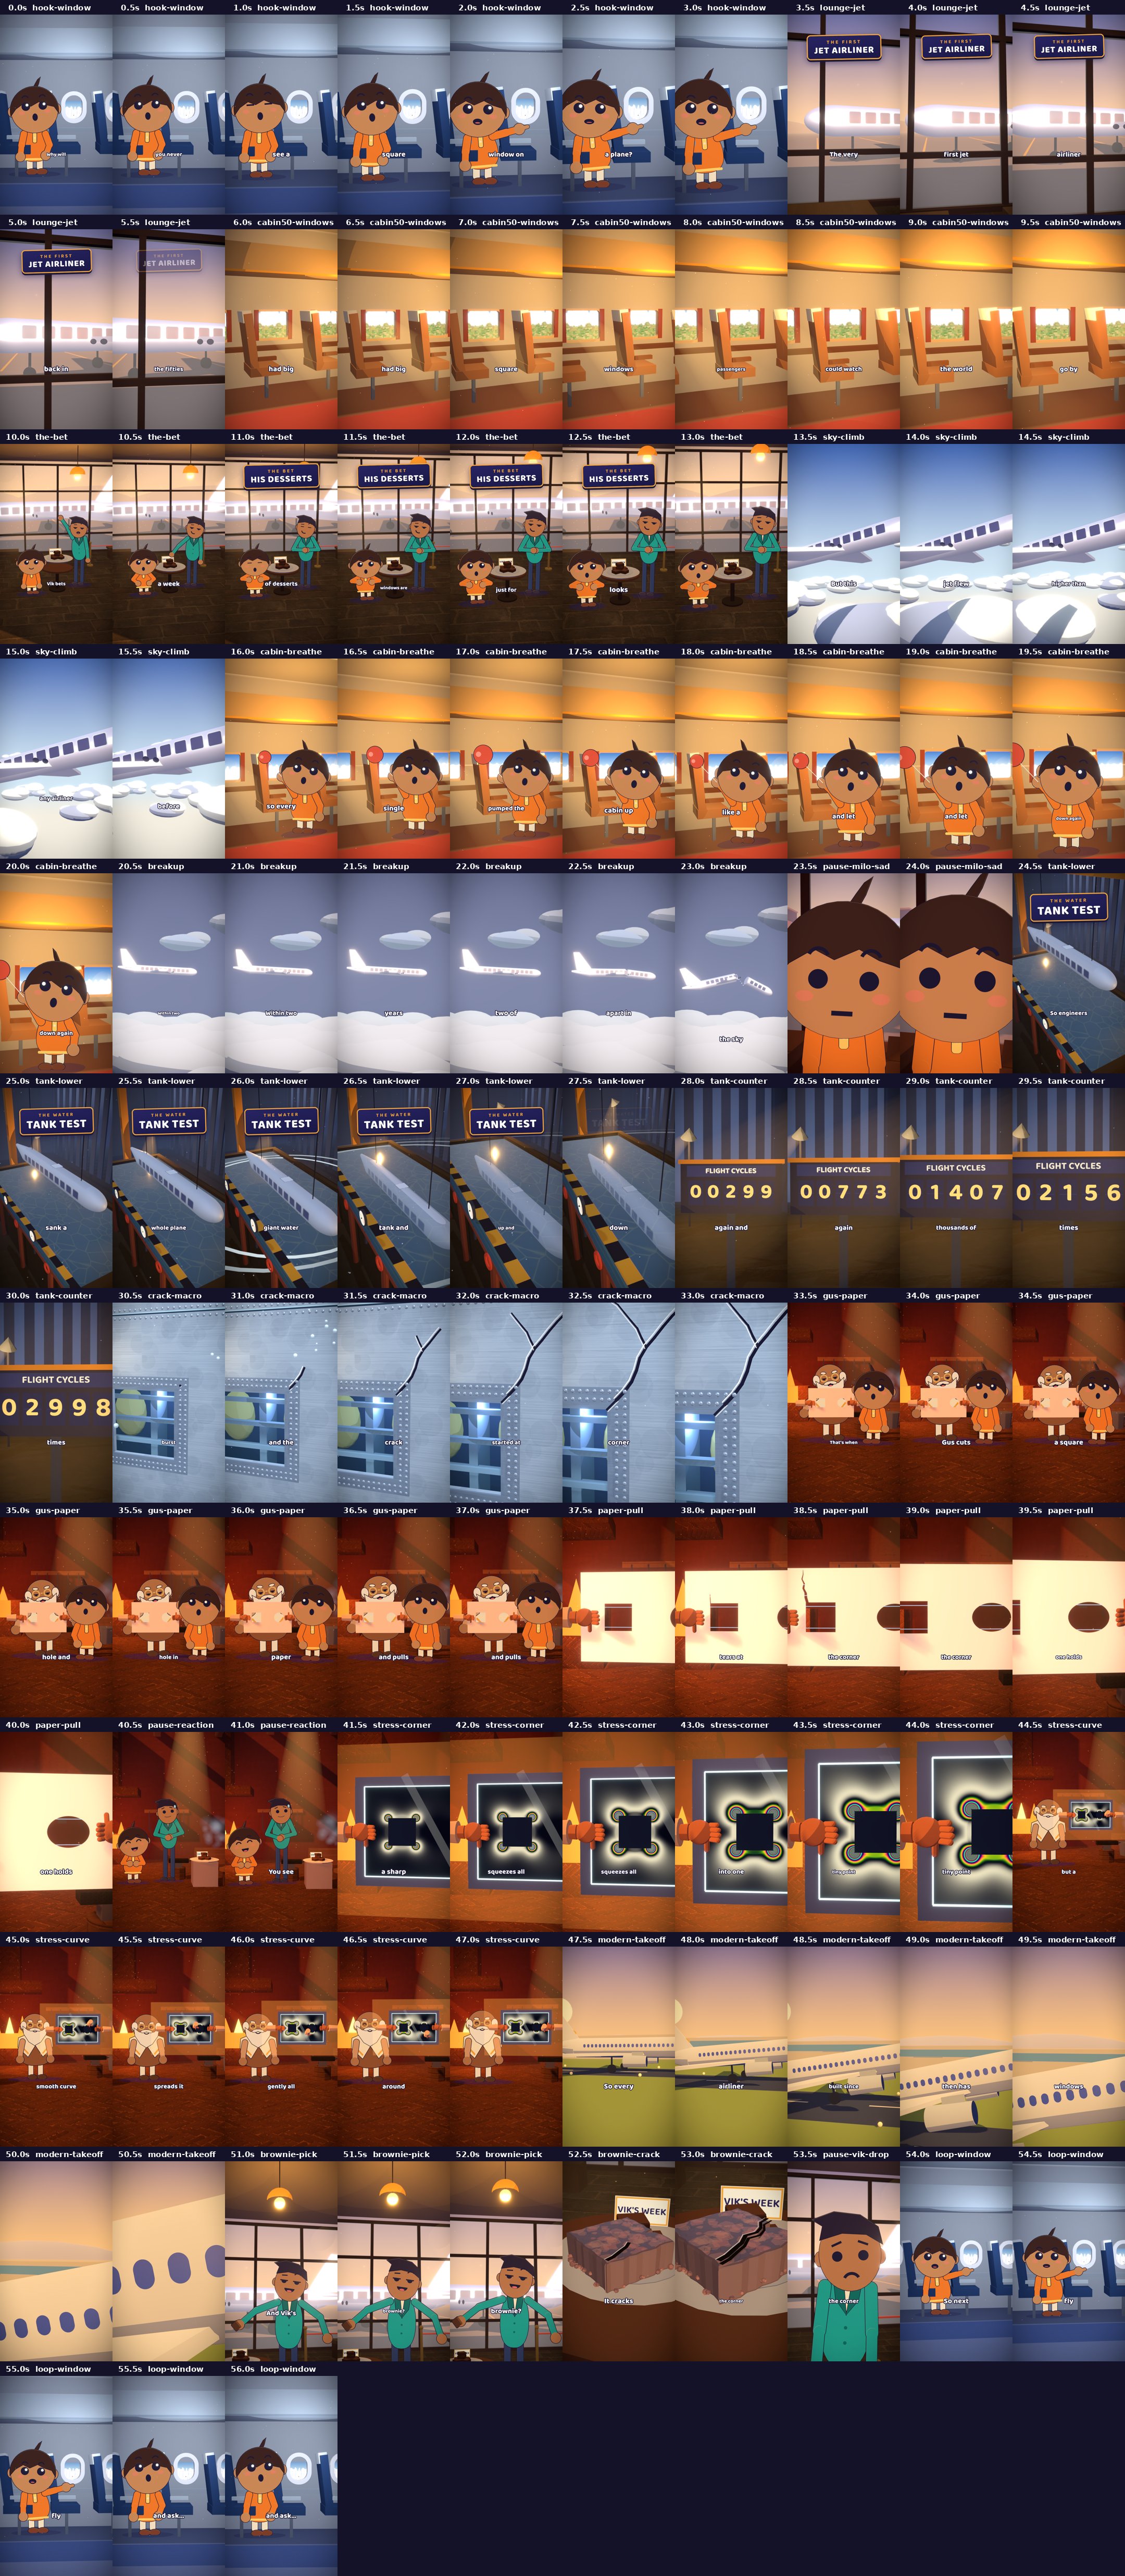 0.0s hook-window 0.5s hook-window 1.0s hook-window 1.5s hook-window 2.0s hook-window 2.5s hook-window 3.0s hook-window 3.5s lounge-jet 4.0s lounge-jet 4.5s lounge-jet
THE FIRST THE FIRST THE FIRST
JET AIRLINER JET AIRLINER JET AIRLINER
why will you never see a square window on a plane? The very first jet airliner
5.0s lounge-jet 5.5s lounge-jet 6.0s cabin50-windows 6.5s cabin50-windows 7.0s cabin50-windows 7.5s cabin50-windows 8.0s cabin50-windows 8.5s cabin50-windows 9.0s cabin50-windows 9.5s cabin50-windows
THE FIRST THE FIRST
JET AIRLINER JET AIRLINER
back in the fifties had big had big square windows passengers could watch the world go by
10.0s the-bet 10.5s the-bet 11.0s the-bet 11.5s the-bet 12.0s the-bet 12.5s the-bet 13.0s the-bet 13.5s sky-climb 14.0s sky-climb 14.5s sky-climb
THE BET THE BET THE BET THE BET
HIS DESSERTS HIS DESSERTS HIS DESSERTS HIS DESSERTS
Vik bets a week of desserts windows are just for looks But this jet flew higher than
15.0s sky-climb 15.5s sky-climb 16.0s cabin-breathe 16.5s cabin-breathe 17.0s cabin-breathe 17.5s cabin-breathe 18.0s cabin-breathe 18.5s cabin-breathe 19.0s cabin-breathe 19.5s cabin-breathe
any airliner before so every single pumped the cabin up like a and let and let down again
20.0s cabin-breathe 20.5s breakup 21.0s breakup 21.5s breakup 22.0s breakup 22.5s breakup 23.0s breakup 23.5s pause-milo-sad 24.0s pause-milo-sad 24.5s tank-lower
THE WATER
TANK TEST
down again within two within two years two of apart in the sky So engineers
25.0s tank-lower 25.5s tank-lower 26.0s tank-lower 26.5s tank-lower 27.0s tank-lower 27.5s tank-lower 28.0s tank-counter 28.5s tank-counter 29.0s tank-counter 29.5s tank-counter
THE WATER THE WATER THE WATER THE WATER THE WATER
TANK TEST TANK TEST TANK TEST TANK TEST TANK TEST TANK TEST
FLIGHT CYCLES FLIGHT CYCLES FLIGHT CYCLES FLIGHT CYCLES
00299 00773 01407 02156
sank a whole plane giant water tank and up and down again and again thousands of times
30.0s tank-counter 30.5s crack-macro 31.0s crack-macro 31.5s crack-macro 32.0s crack-macro 32.5s crack-macro 33.0s crack-macro 33.5s gus-paper 34.0s gus-paper 34.5s gus-paper
FLIGHT CYCLES
02998
times burst and the crack started at corner That's when Gus cuts a square
35.0s gus-paper 35.5s gus-paper 36.0s gus-paper 36.5s gus-paper 37.0s gus-paper 37.5s paper-pull 38.0s paper-pull 38.5s paper-pull 39.0s paper-pull 39.5s paper-pull
hole and hole in paper and pulls and pulls tears at the corner the corner one holds
40.0s paper-pull 40.5s pause-reaction 41.0s pause-reaction 41.5s stress-corner 42.0s stress-corner 42.5s stress-corner 43.0s stress-corner 43.5s stress-corner 44.0s stress-corner 44.5s stress-curve
one holds You see a sharp squeezes all squeezes all into one tiny point tiny point but a
45.0s stress-curve 45.5s stress-curve 46.0s stress-curve 46.5s stress-curve 47.0s stress-curve 47.5s modern-takeoff 48.0s modern-takeoff 48.5s modern-takeoff 49.0s modern-takeoff 49.5s modern-takeoff
smooth curve spreads it gently all around So every airliner built since then has windows
50.0s modern-takeoff 50.5s modern-takeoff 51.0s brownie-pick 51.5s brownie-pick 52.0s brownie-pick 52.5s brownie-crack 53.0s brownie-crack 53.5s pause-vik-drop 54.0s loop-window 54.5s loop-window
VIK'S WEEK VIK'S WEEK
And Vik's brownie? brownie? It cracks the corner the corner So next fly
55.0s loop-window 55.5s loop-window 56.0s loop-window
fly and ask... and ask...